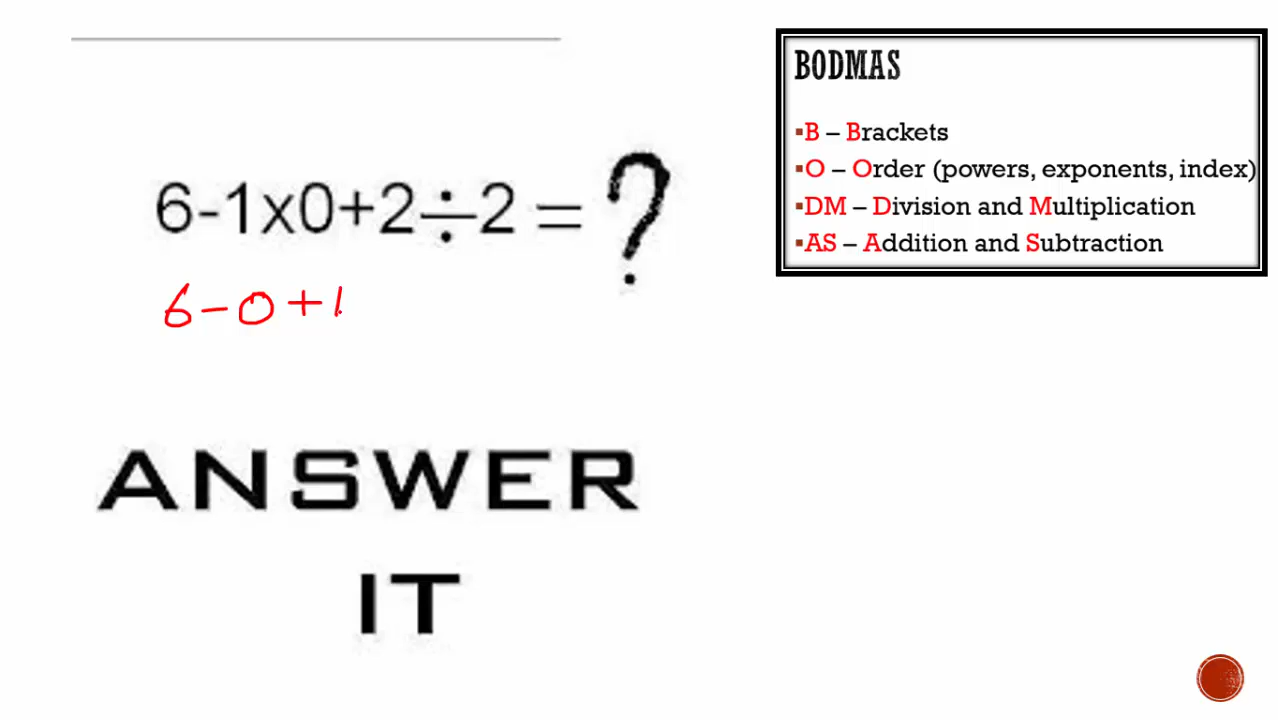 6-1x0+2÷2=?
6-0+1
ANSWER
IT
BODMAS
▪B – Brackets
▪O – Order (powers, exponents, index)
▪DM – Division and Multiplication
▪AS – Addition and Subtraction